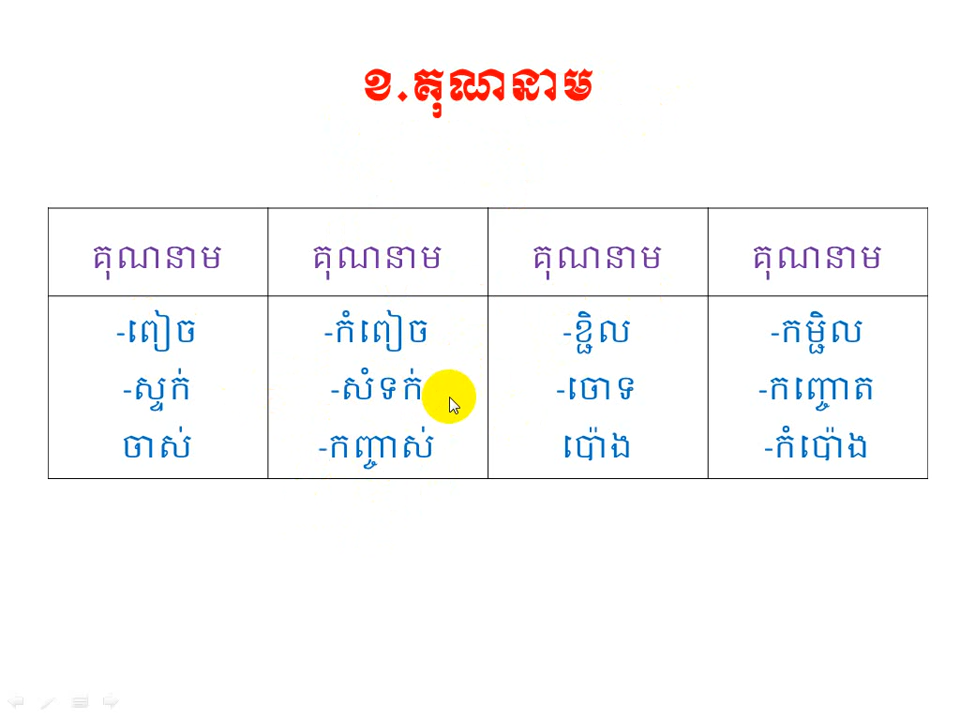 ខ.គុណនាម
គុណនាម គុណនាម គុណនាម គុណនាម
-ពៀច -កំពៀច -ខ្ជិល -កម្ជិល
-ស្ទក់ -សំទក់ -ចោទ -កញ្ចោត
ចាស់ -កញ្ចាស់ ប៉ោង -កំប៉ោង